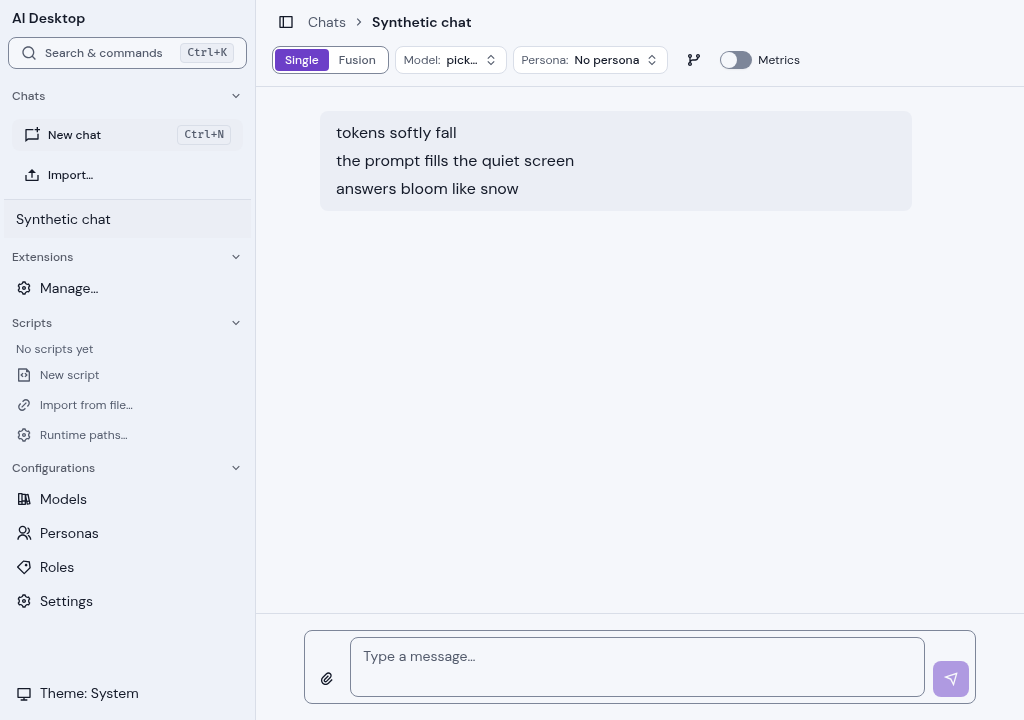 AI Desktop
Search & commands Ctrl+K
Chats
New chat Ctrl+N
Import...
Synthetic chat
Extensions
Manage...
Scripts
No scripts yet
New script
Import from file...
Runtime paths...
Configurations
Models
Personas
Roles
Settings
Theme: System
Chats > Synthetic chat
Single Fusion Model: pick... Persona: No persona Metrics
tokens softly fall
the prompt fills the quiet screen
answers bloom like snow
Type a message...